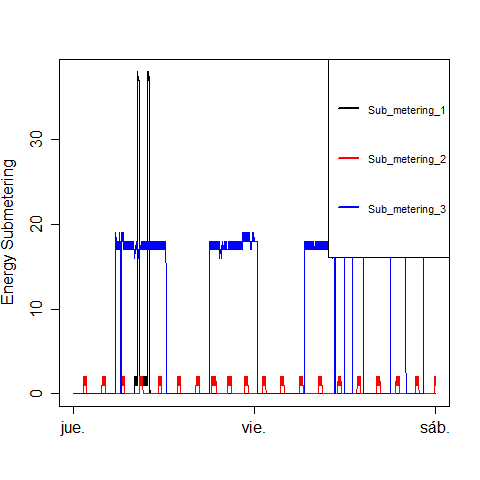 Sub_metering_1
Sub_metering_2
Sub_metering_3
Energy Submetering
30
20
10
0
jue.
vie.
sáb.